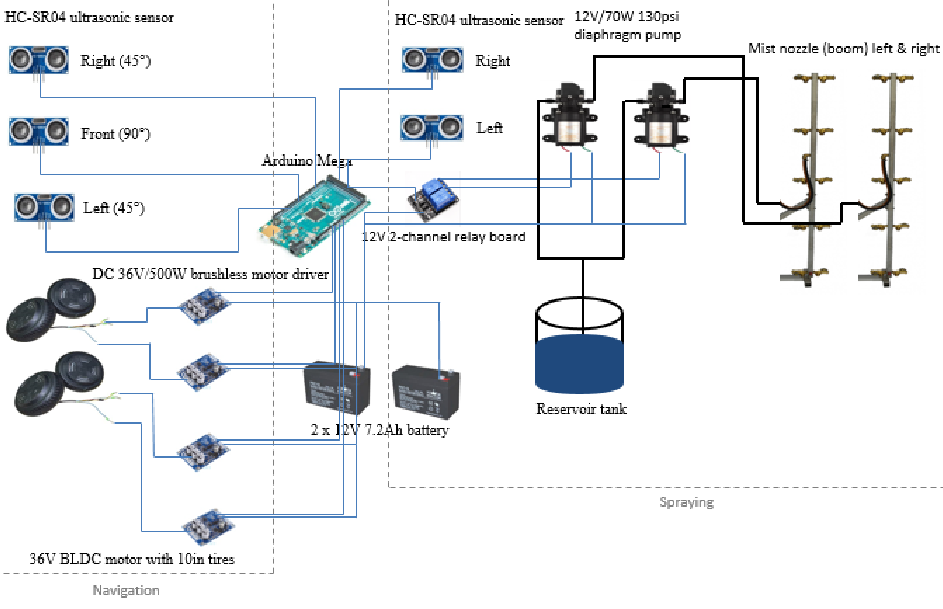 HC-SR04 ultrasonic sensor
Right (45°)
Front (90°)
Left (45°)
HC-SR04 ultrasonic sensor
Right
Left
12V/70W 130psi
diaphragm pump
Mist nozzle (boom) left & right
Arduino Mega
12V 2-channel relay board
DC 36V/500W brushless motor driver
2 x 12V 7.2Ah battery
Reservoir tank
36V BLDC motor with 10in tires
Spraying
Navigation